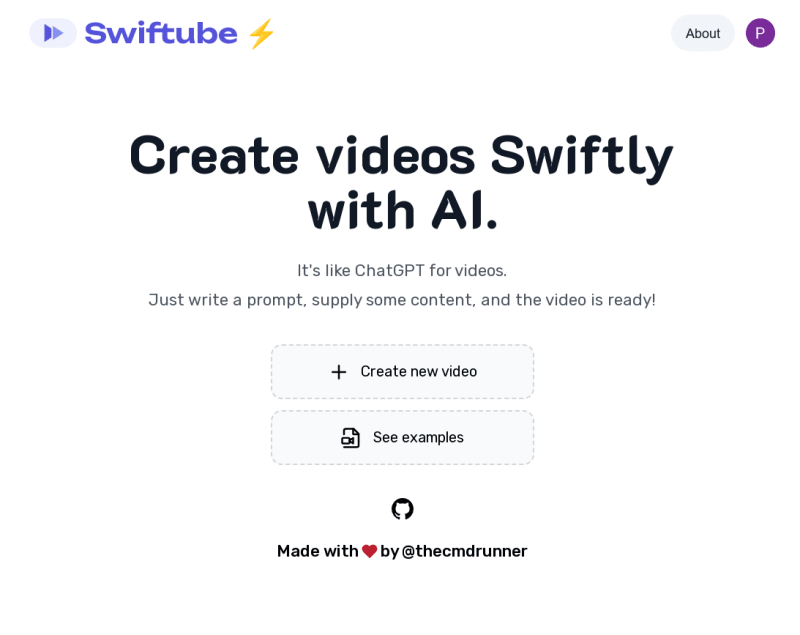 Swiftube ⚡
About
P
Create videos Swiftly
with AI.
It's like ChatGPT for videos.
Just write a prompt, supply some content, and the video is ready!
Create new video
See examples
Made with ❤ by @thecmdrunner